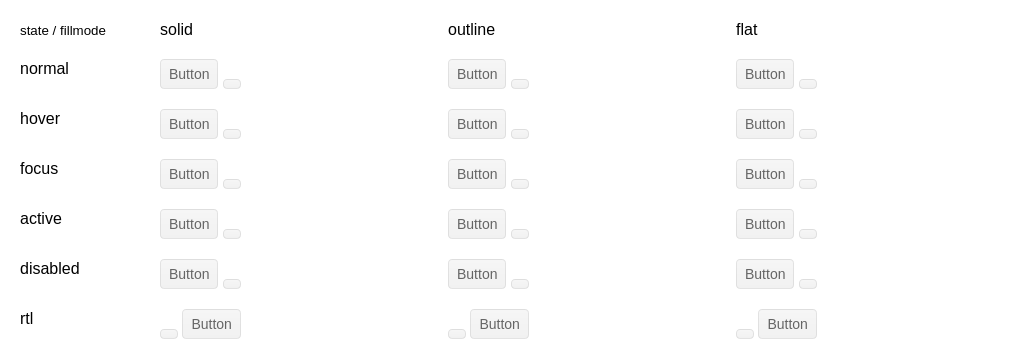 state / fillmode solid outline flat
normal Button Button Button
hover Button Button Button
focus Button Button Button
active Button Button Button
disabled Button Button Button
rtl Button Button Button